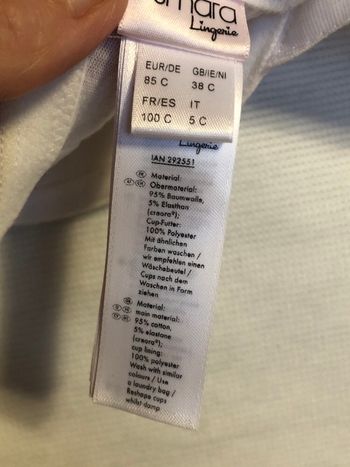 Lingerie
EUR/DE GB/IE/NI
85 C 38 C
FR/ES IT
100 C 5 C
Lingerie
IAN 292551
Material:
Obermaterial:
95% Baumwolle,
5% Elasthan
(creora®);
Cup-Futter:
100% Polyester
Mit ähnlichen
Farben waschen /
wir empfehlen einen
Wäschebeutel /
Cups nach dem
Waschen in Form
ziehen
Material:
main material:
95% cotton,
5% elastane
(creora®);
cup lining:
100% polyester
Wash with similar
colours / Use
a laundry bag /
Reshape cups
whilst damp